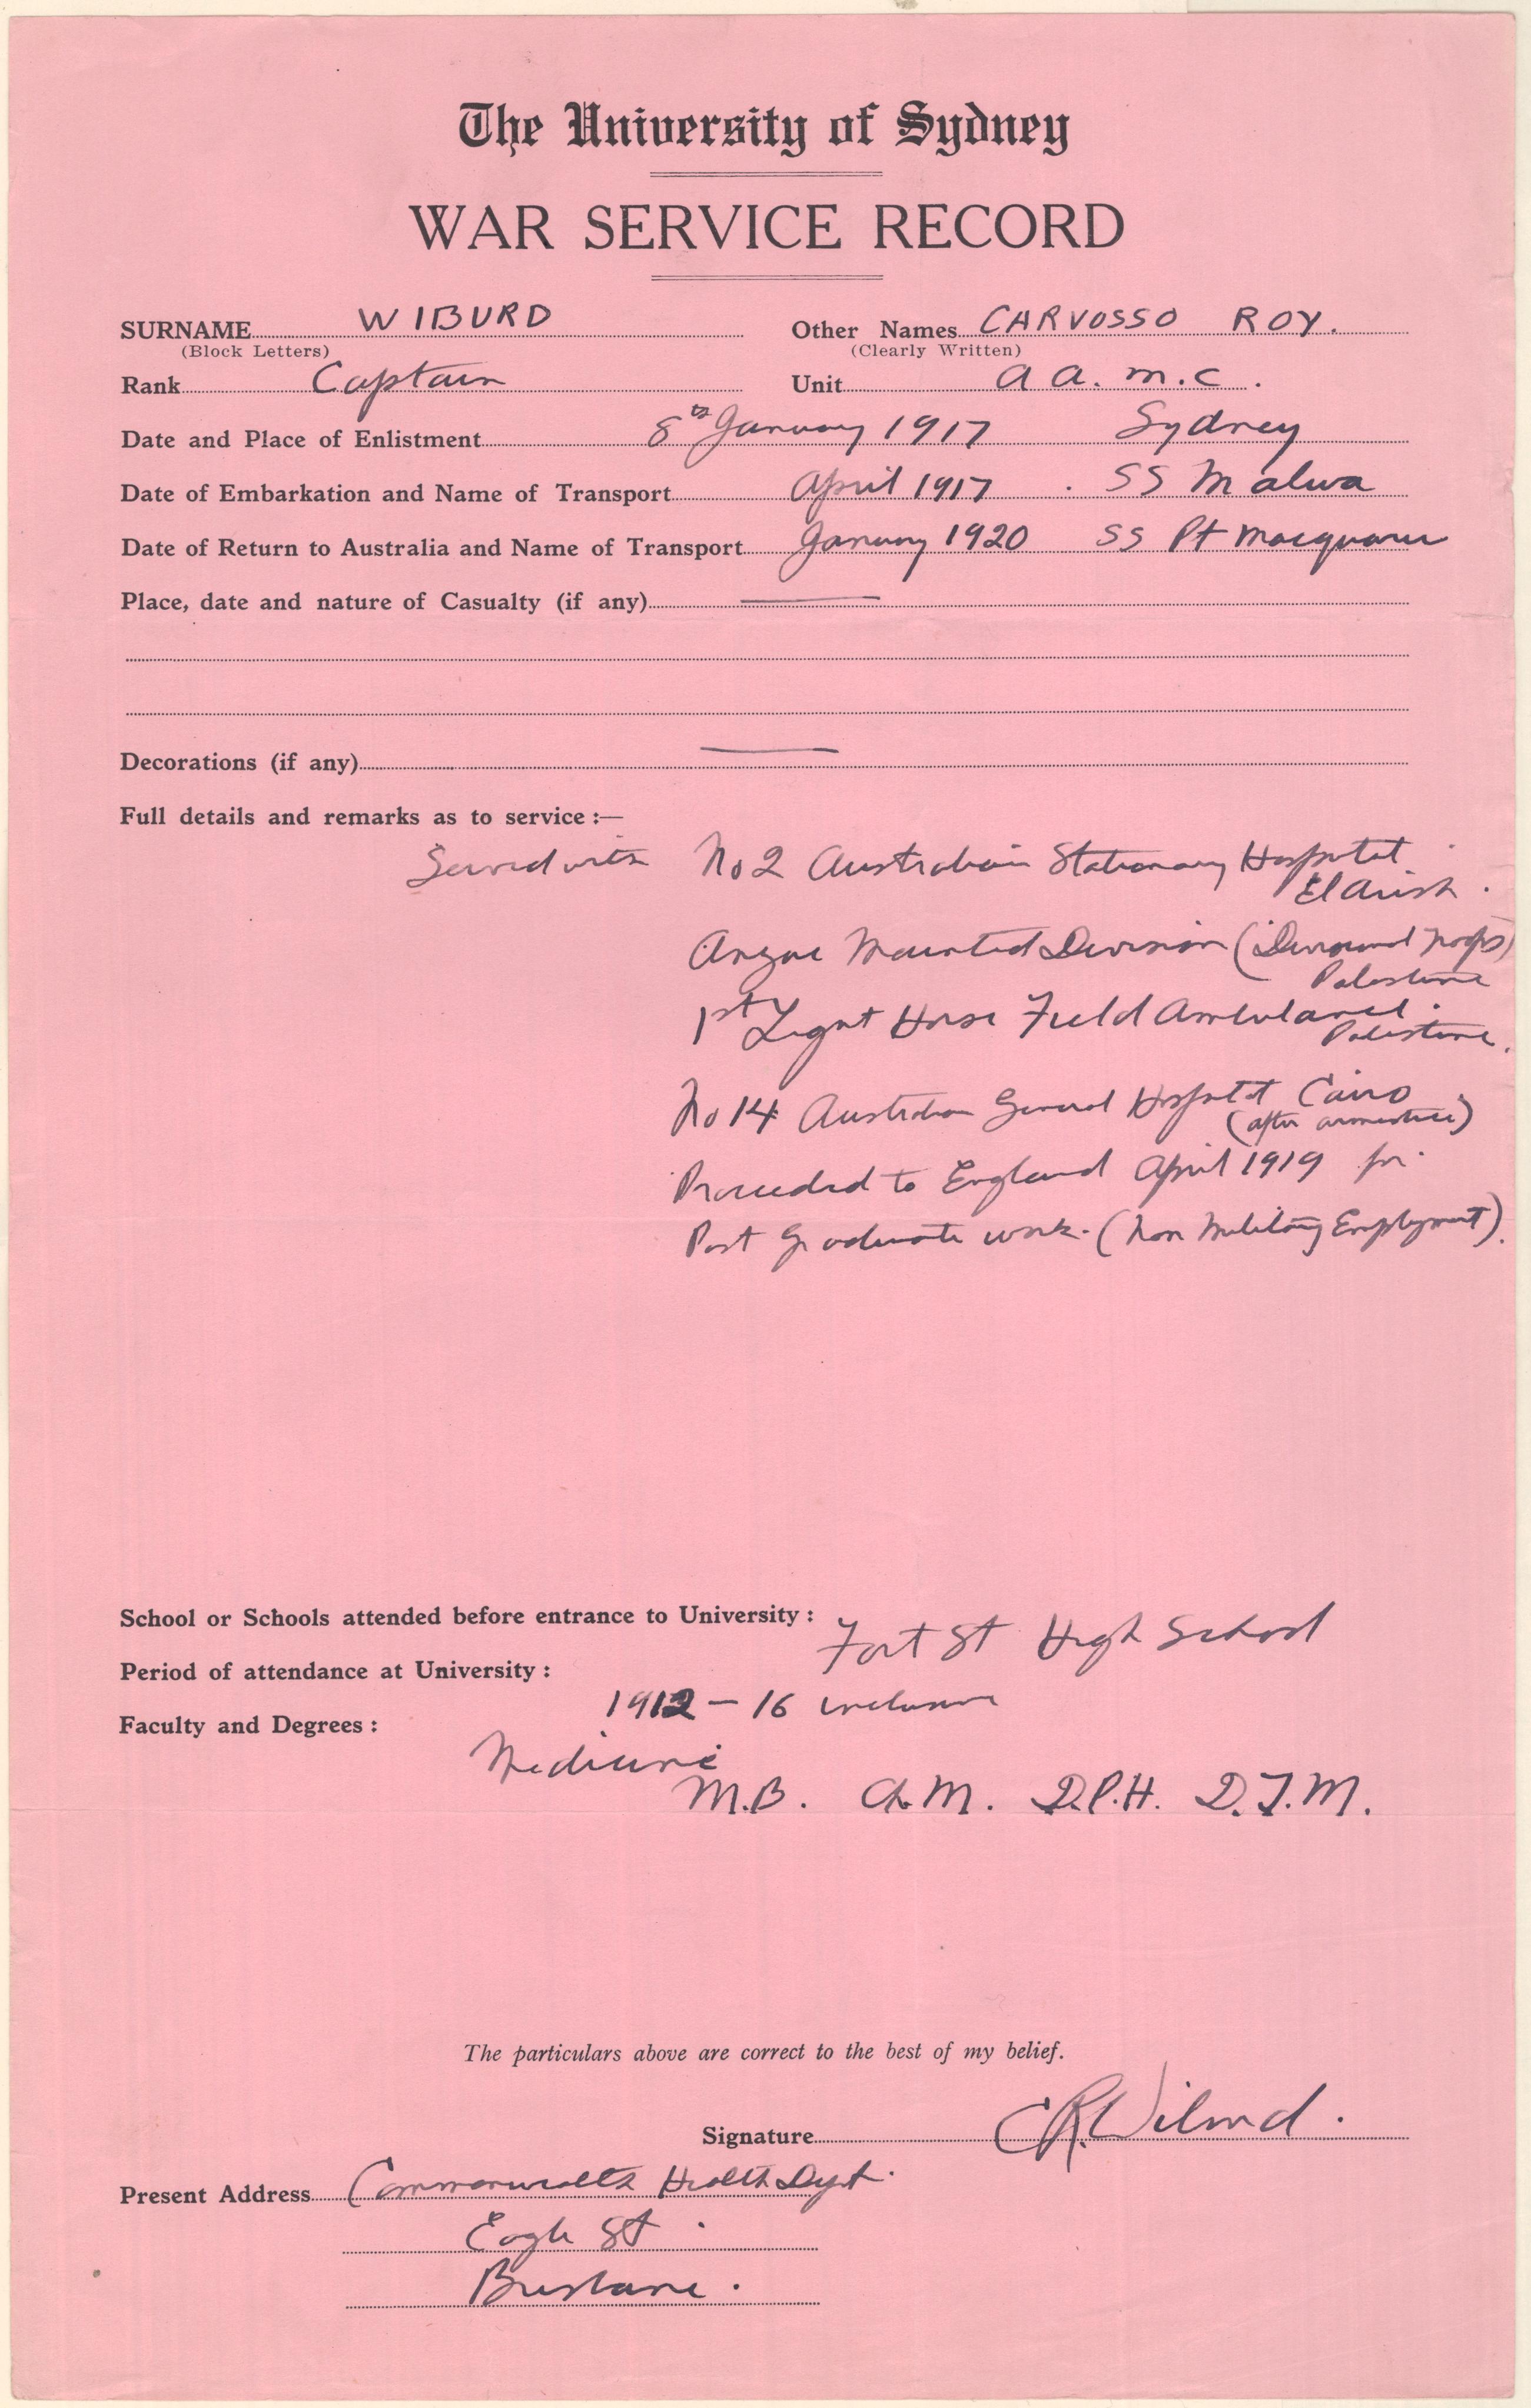 The University of Sydney
WAR SERVICE RECORD
SURNAME WIBURD Other Names CARVOSSO ROY.
(Block Letters) (Clearly Written)
Rank Captain Unit A A. M. C.
Date and Place of Enlistment 8th January 1917 Sydney
Date of Embarkation and Name of Transport April 1917 . SS Malwa
Date of Return to Australia and Name of Transport January 1920 SS Pt Macquarie
Place, date and nature of Casualty (if any) —
Decorations (if any) —
Full details and remarks as to service :—
Served with No 2 Australian Stationary Hospital
El Arish.
Anzac Mounted Division (Divisional Troops)
Palestine
1st Light Horse Field Ambulance.
Palestine.
No 14 Australian General Hospital Cairo
(after armistice)
Proceeded to England April 1919 for
Post Graduate work. (Non Military Employment).
School or Schools attended before entrance to University : Fort St High School
Period of attendance at University :
1912 – 16 inclusive
Faculty and Degrees :
Medicine
M.B. Ch.M. D.P.H. D.T.M.
The particulars above are correct to the best of my belief.
Signature C R Wiburd.
Present Address Commonwealth Health Dept.
Eagle St.
Brisbane.